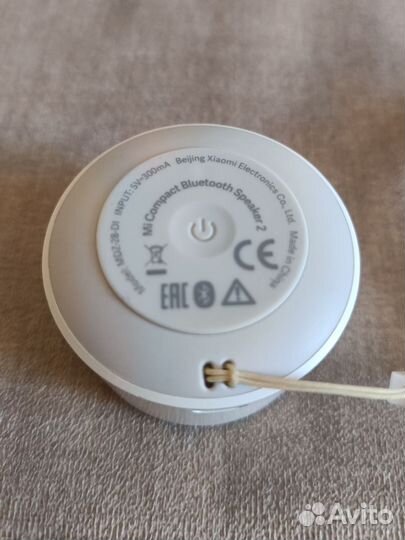 Model: MDZ-28-DI INPUT: 5V⎓300mA Beijing Xiaomi Electronics Co., Ltd. Made in China
Mi Compact Bluetooth Speaker 2
CE
EAC
Avito